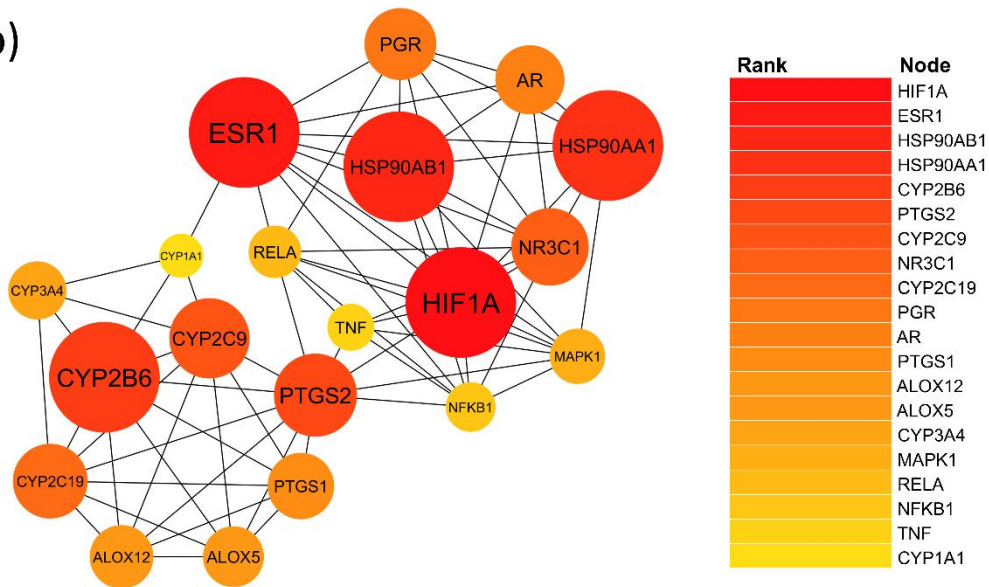 )
PGR
AR
ESR1
HSP90AB1
HSP90AA1
CYP1A1
RELA
NR3C1
CYP3A4
HIF1A
TNF
CYP2C9
MAPK1
CYP2B6
PTGS2
NFKB1
CYP2C19
PTGS1
ALOX12
ALOX5
Rank Node
HIF1A
ESR1
HSP90AB1
HSP90AA1
CYP2B6
PTGS2
CYP2C9
NR3C1
CYP2C19
PGR
AR
PTGS1
ALOX12
ALOX5
CYP3A4
MAPK1
RELA
NFKB1
TNF
CYP1A1